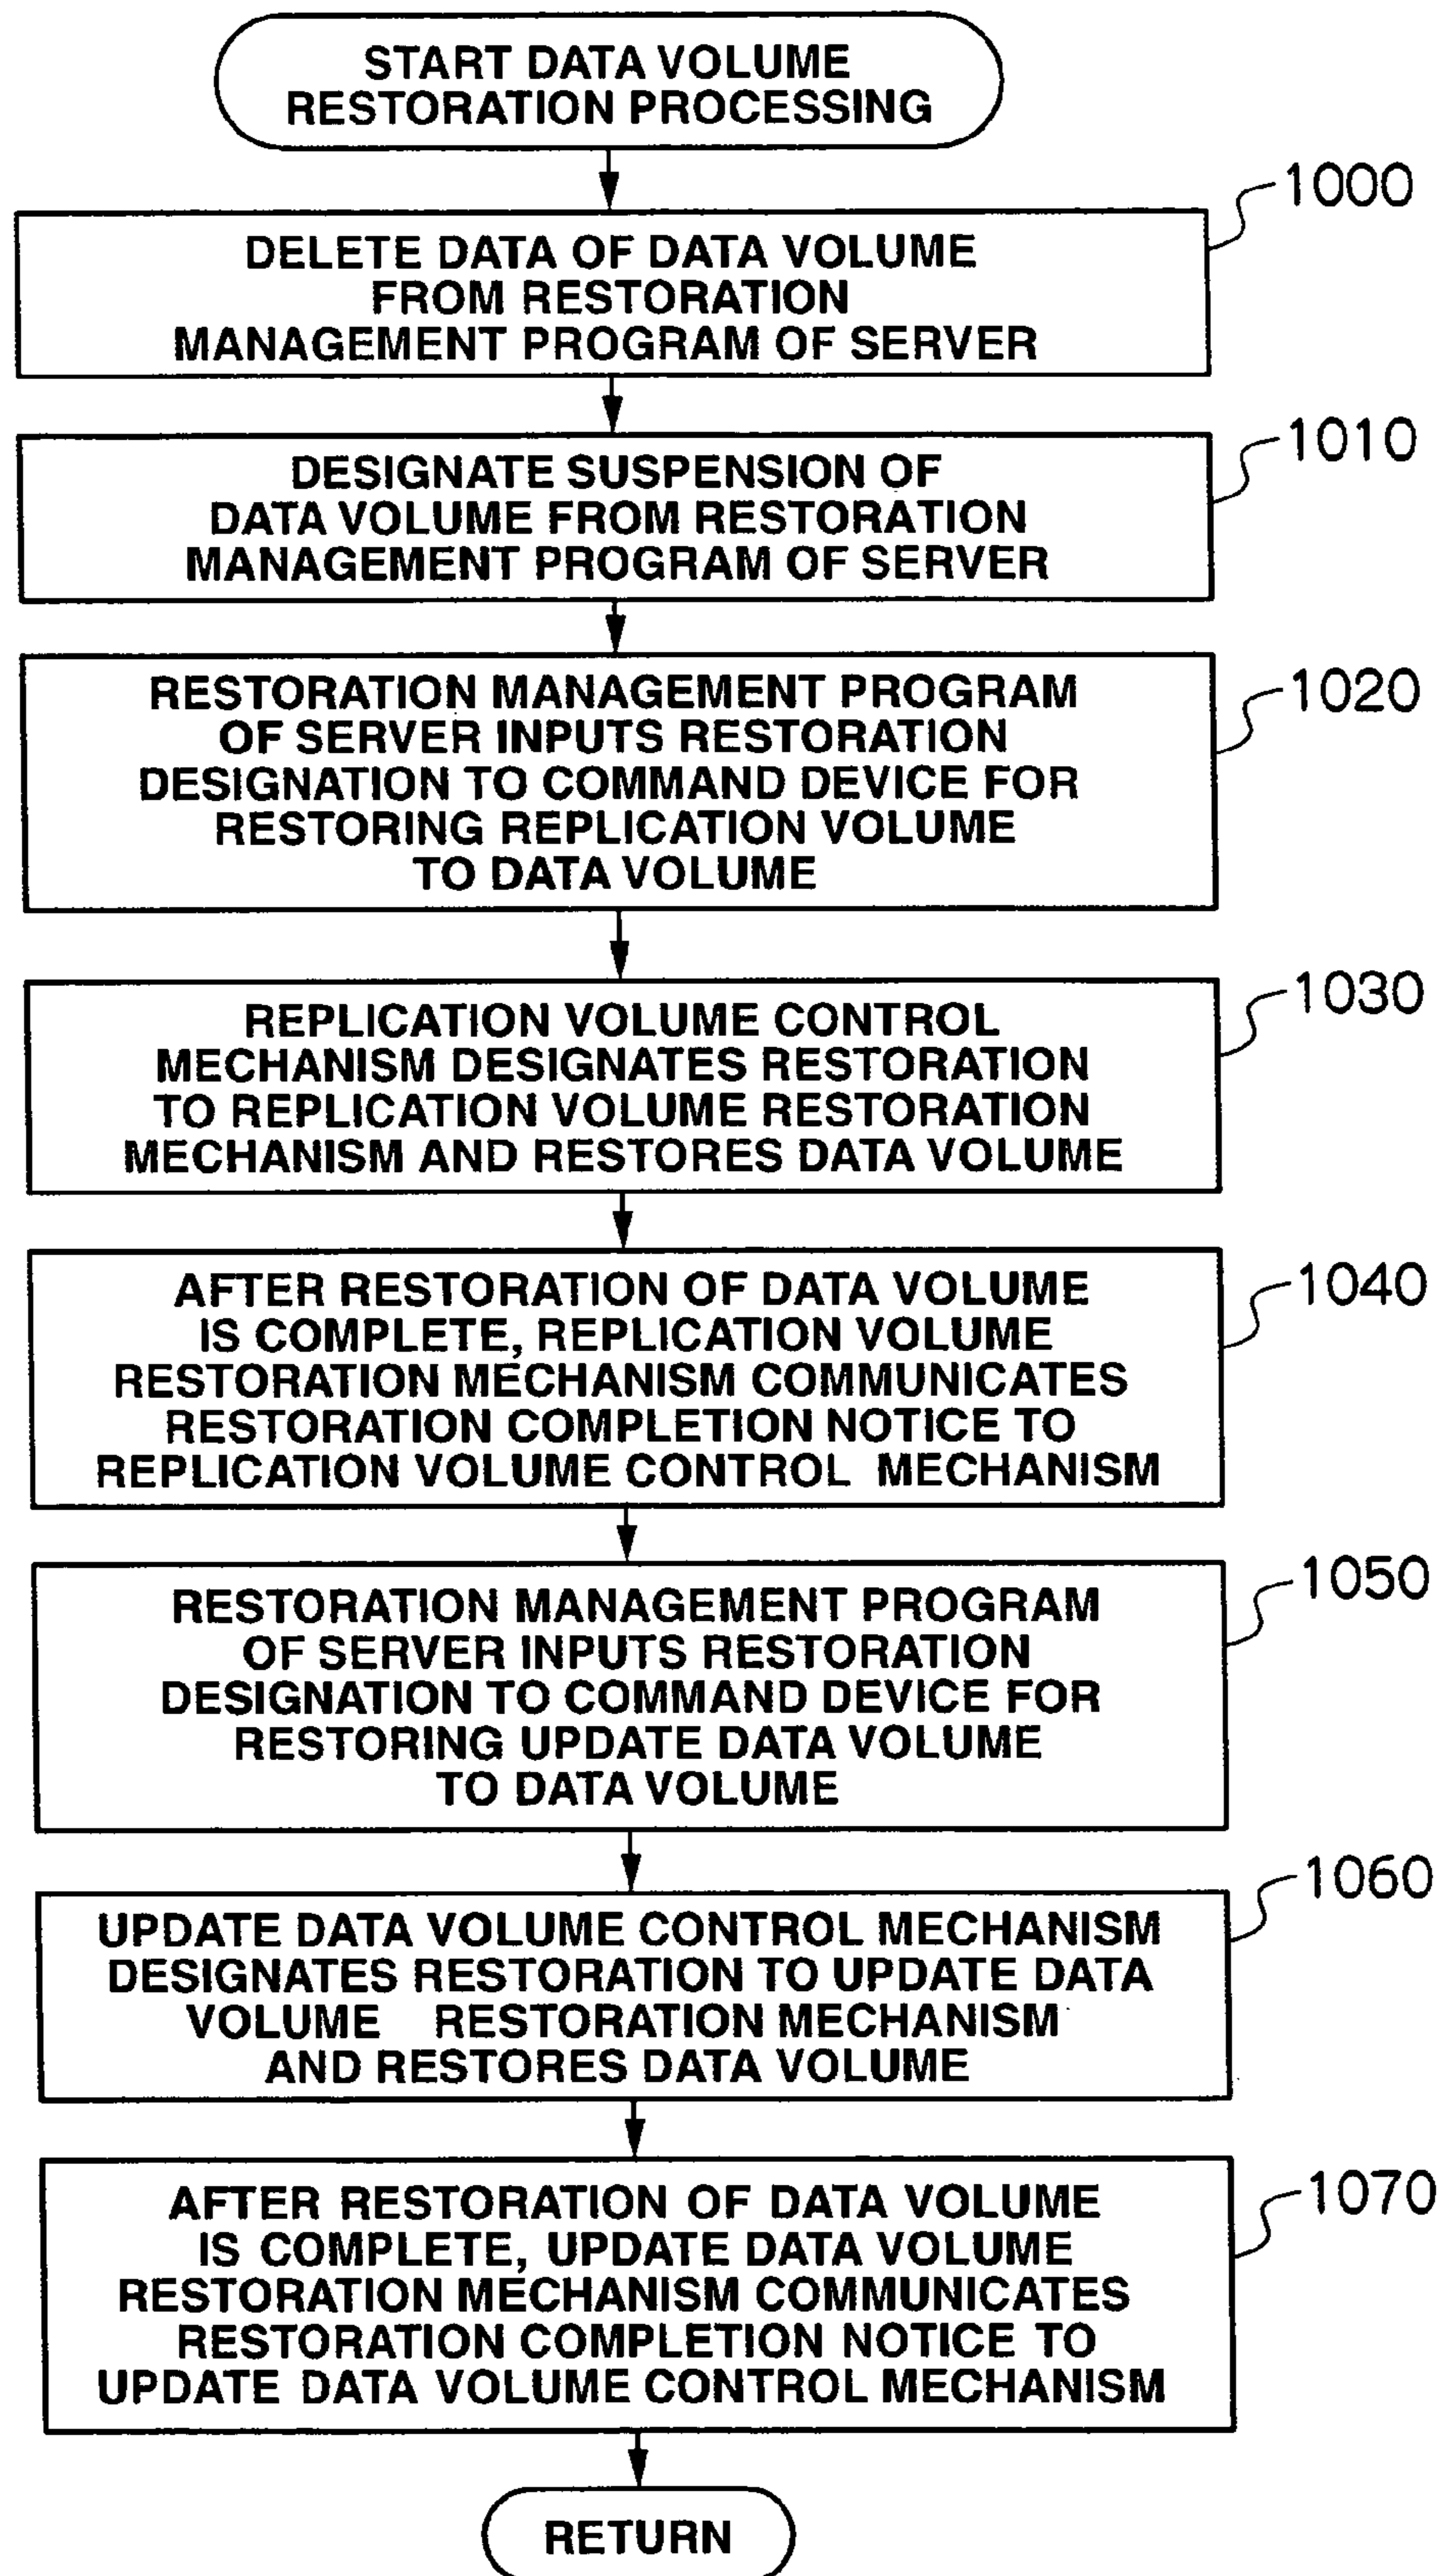 START DATA VOLUME
RESTORATION PROCESSING
1000
DELETE DATA OF DATA VOLUME
FROM RESTORATION
MANAGEMENT PROGRAM OF SERVER
1010
DESIGNATE SUSPENSION OF
DATA VOLUME FROM RESTORATION
MANAGEMENT PROGRAM OF SERVER
1020
RESTORATION MANAGEMENT PROGRAM
OF SERVER INPUTS RESTORATION
DESIGNATION TO COMMAND DEVICE FOR
RESTORING REPLICATION VOLUME
TO DATA VOLUME
1030
REPLICATION VOLUME CONTROL
MECHANISM DESIGNATES RESTORATION
TO REPLICATION VOLUME RESTORATION
MECHANISM AND RESTORES DATA VOLUME
1040
AFTER RESTORATION OF DATA VOLUME
IS COMPLETE, REPLICATION VOLUME
RESTORATION MECHANISM COMMUNICATES
RESTORATION COMPLETION NOTICE TO
REPLICATION VOLUME CONTROL MECHANISM
1050
RESTORATION MANAGEMENT PROGRAM
OF SERVER INPUTS RESTORATION
DESIGNATION TO COMMAND DEVICE FOR
RESTORING UPDATE DATA VOLUME
TO DATA VOLUME
1060
UPDATE DATA VOLUME CONTROL MECHANISM
DESIGNATES RESTORATION TO UPDATE DATA
VOLUME RESTORATION MECHANISM
AND RESTORES DATA VOLUME
1070
AFTER RESTORATION OF DATA VOLUME
IS COMPLETE, UPDATE DATA VOLUME
RESTORATION MECHANISM COMMUNICATES
RESTORATION COMPLETION NOTICE TO
UPDATE DATA VOLUME CONTROL MECHANISM
RETURN